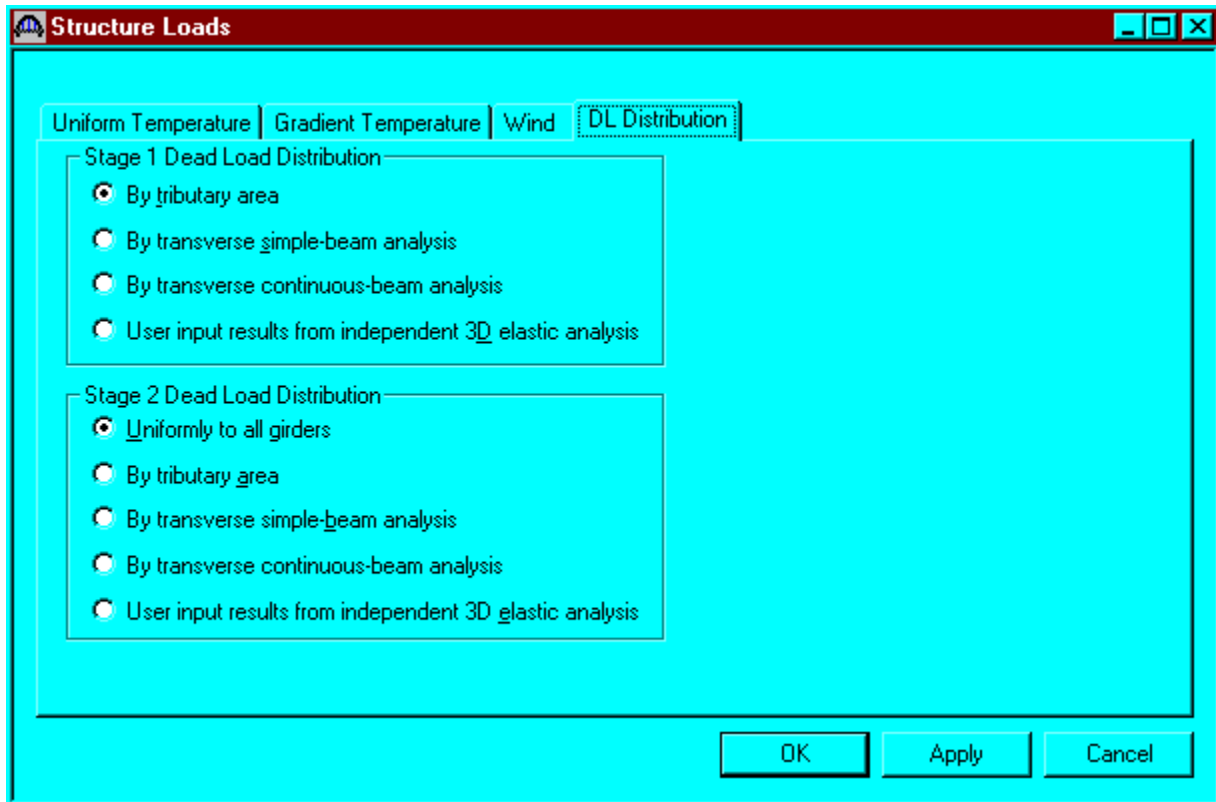 Structure Loads
Uniform Temperature Gradient Temperature Wind DL Distribution
Stage 1 Dead Load Distribution
By tributary area
By transverse simple-beam analysis
By transverse continuous-beam analysis
User input results from independent 3D elastic analysis
Stage 2 Dead Load Distribution
Uniformly to all girders
By tributary area
By transverse simple-beam analysis
By transverse continuous-beam analysis
User input results from independent 3D elastic analysis
OK Apply Cancel